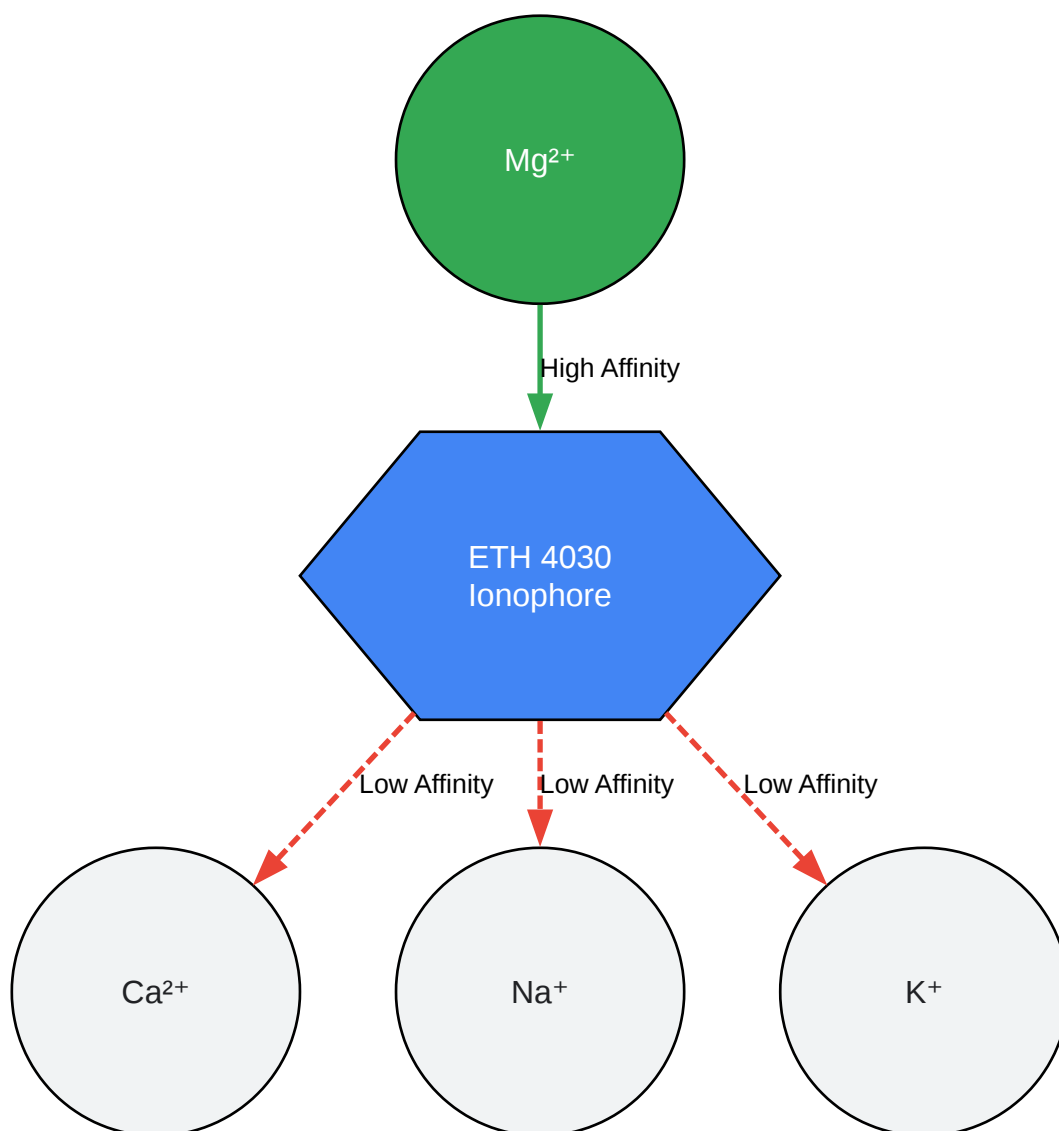 Mg²⁺
High Affinity
ETH 4030
Ionophore
Low Affinity
Low Affinity
Low Affinity
Ca²⁺
Na⁺
K⁺